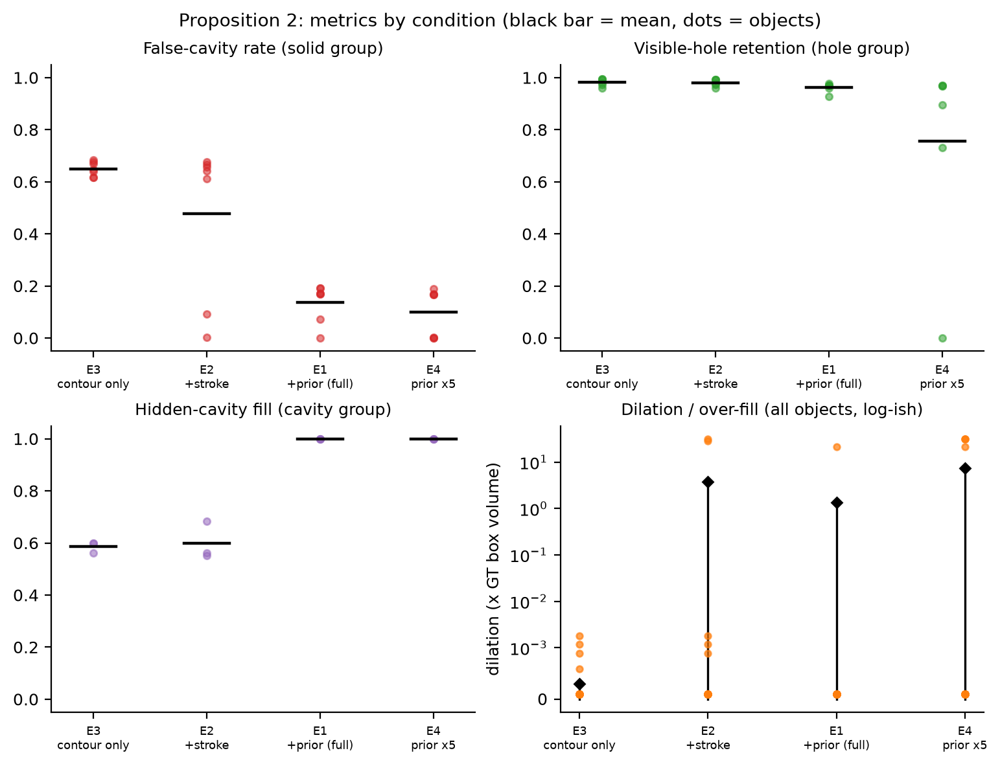 Proposition 2: metrics by condition (black bar = mean, dots = objects)
False-cavity rate (solid group)
1.0
0.8
0.6
0.4
0.2
0.0
E3
contour only
E2
+stroke
E1
+prior (full)
E4
prior x5
Visible-hole retention (hole group)
1.0
0.8
0.6
0.4
0.2
0.0
E3
contour only
E2
+stroke
E1
+prior (full)
E4
prior x5
Hidden-cavity fill (cavity group)
1.0
0.8
0.6
0.4
0.2
0.0
E3
contour only
E2
+stroke
E1
+prior (full)
E4
prior x5
Dilation / over-fill (all objects, log-ish)
dilation (x GT box volume)
10¹
10⁰
10⁻¹
10⁻²
10⁻³
0
E3
contour only
E2
+stroke
E1
+prior (full)
E4
prior x5